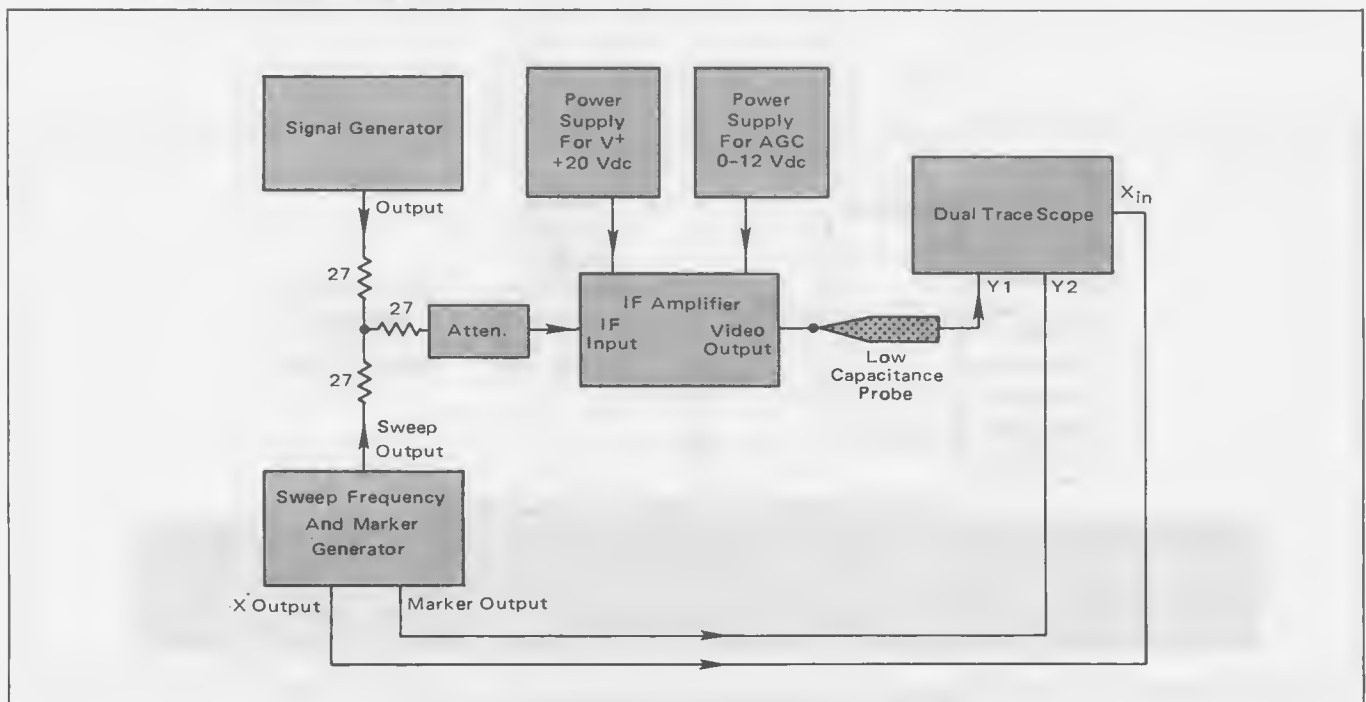 Signal Generator
Output
27
27
27
Sweep
Output
Sweep Frequency
And Marker
Generator
X Output
Marker Output
Atten.
Power
Supply
For V+
+20 Vdc
Power
Supply
For AGC
0-12 Vdc
IF Amplifier
IF
Input
Video
Output
Low
Capacitance
Probe
Dual Trace Scope
Xin
Y1
Y2